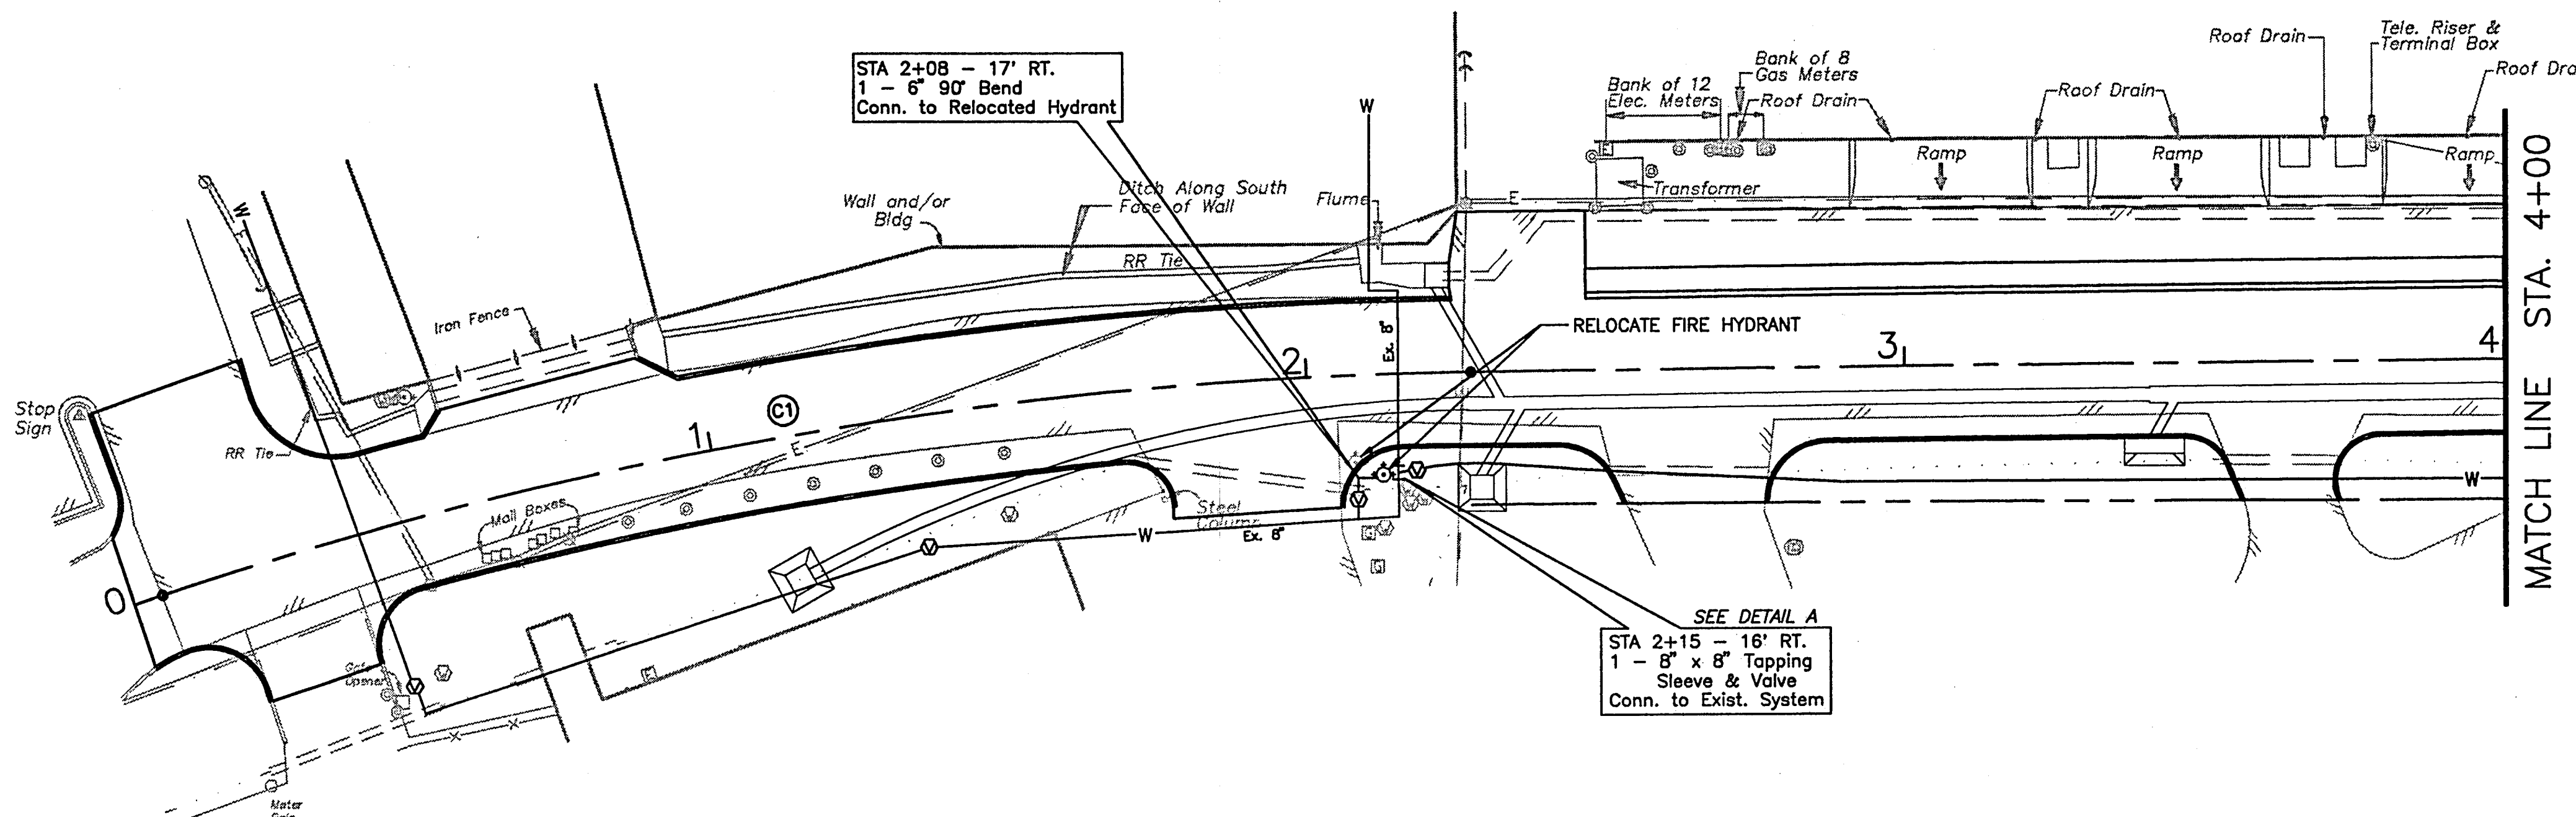 STA 2+08 - 17' RT.
1 - 6" 90° Bend
Conn. to Relocated Hydrant
Roof Drain
Tele. Riser &
Terminal Box
Roof Dra
Bank of 8
Gas Meters
Bank of 12
Elec. Meters
Roof Drain
Roof Drain
W
Ramp
Ramp
Ramp
Transformer
E
Ditch Along South
Face of Wall
Flume
Wall and/or
Bldg
W
RR Tie
Iron Fence
Ex. 8"
RELOCATE FIRE HYDRANT
MATCH LINE STA. 4+00
Stop
Sign
RR Tie
0
1
2
3
4
C1
E
Mail Boxes
Steel
Column
W
Ex. 8"
V
V
V
V
W
E
G
G
SEE DETAIL A
STA 2+15 - 16' RT.
1 - 8" x 8" Tapping
Sleeve & Valve
Conn. to Exist. System